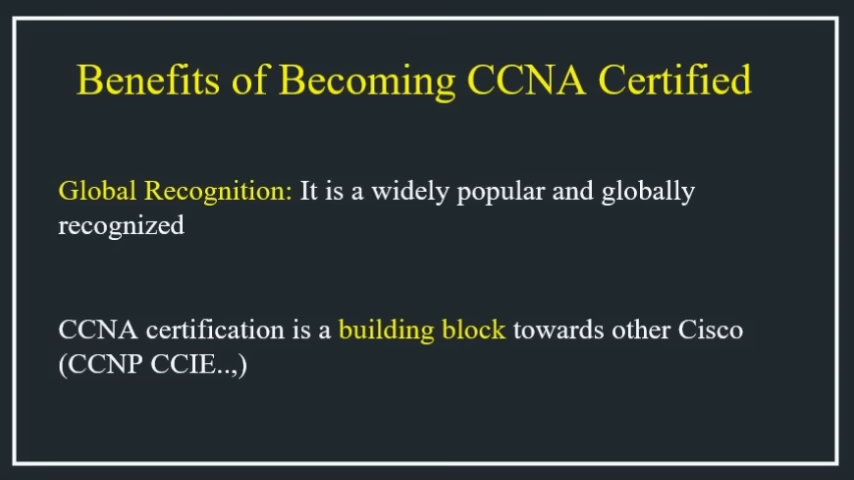 Benefits of Becoming CCNA Certified
Global Recognition: It is a widely popular and globally
recognized
CCNA certification is a building block towards other Cisco
(CCNP CCIE..,)